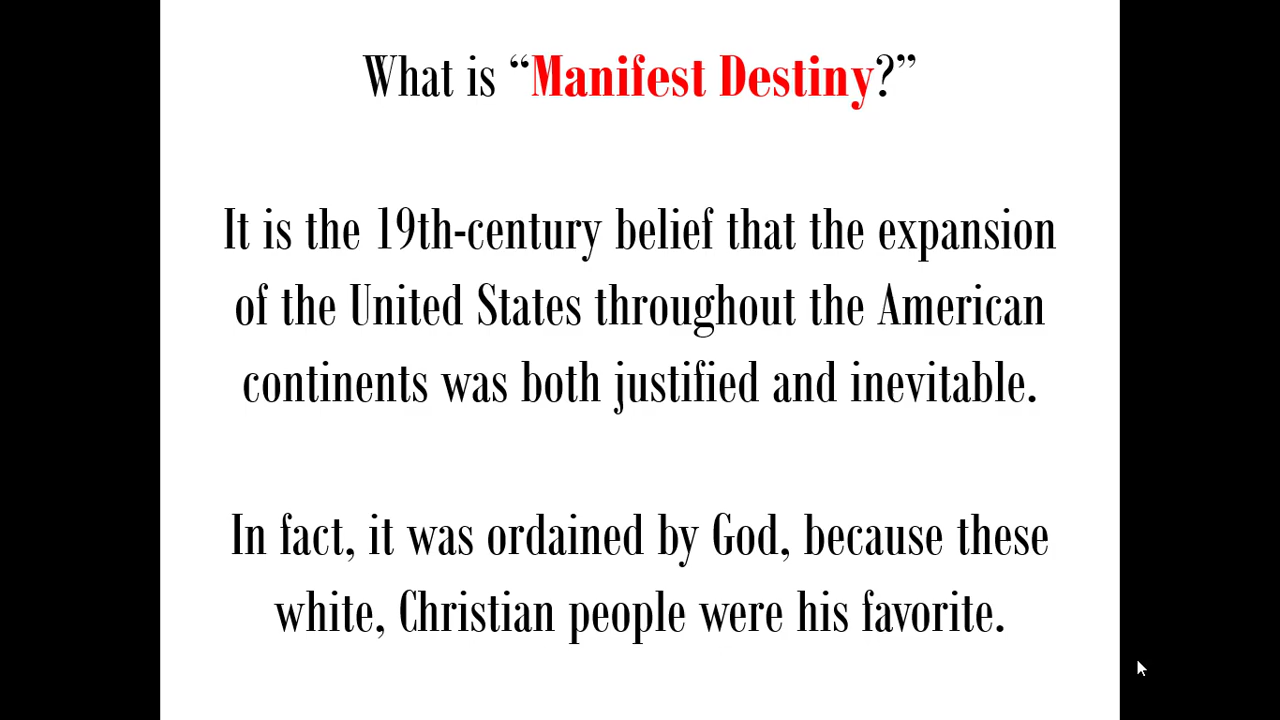 What is “Manifest Destiny?”
It is the 19th-century belief that the expansion
of the United States throughout the American
continents was both justified and inevitable.
In fact, it was ordained by God, because these
white, Christian people were his favorite.